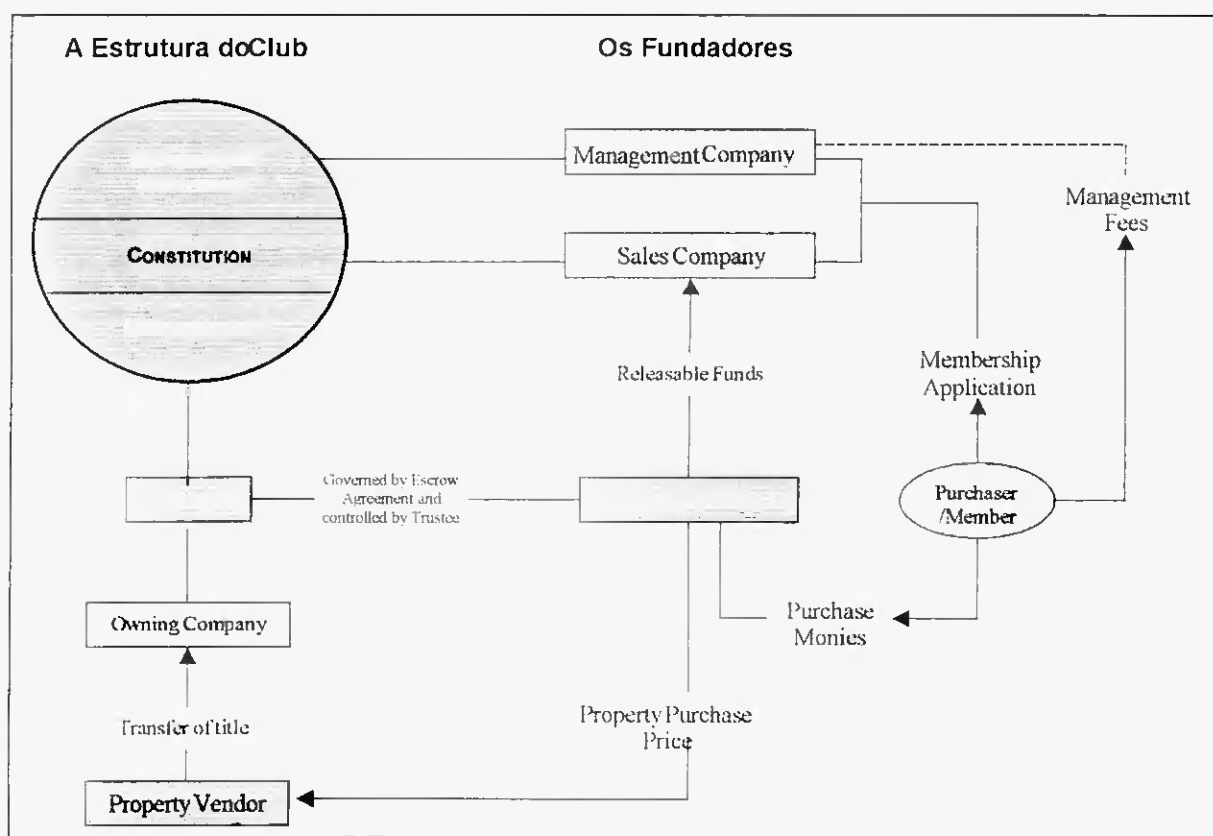 A Estrutura doClub
Os Fundadores
Management Company
Management
Fees
CONSTITUTION
Sales Company
Releasable Funds
Membership
Application
Governed by Escrow
Agreement and
controlled by Trustee
Purchaser
/Member
Owning Company
Purchase
Monies
Transfer of title
Property Purchase
Price
Property Vendor